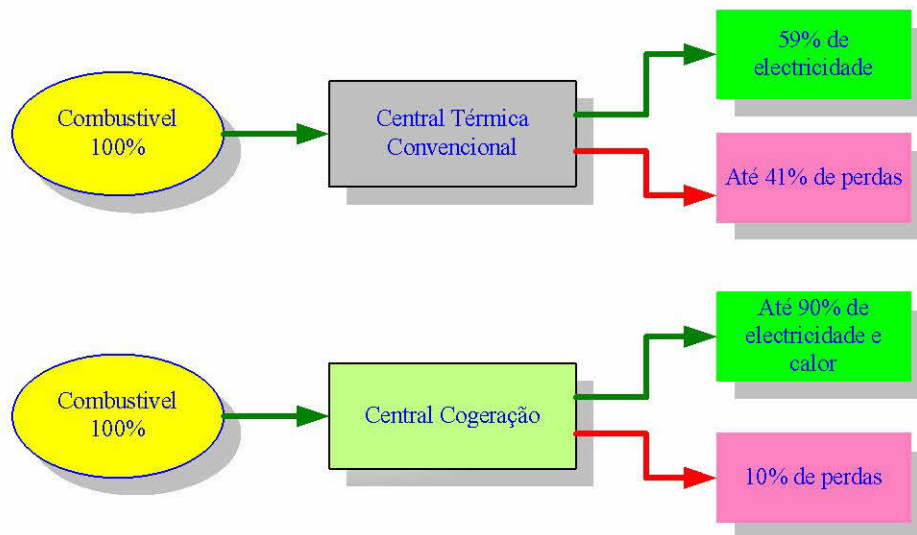 Combustivel
100%
Central Térmica
Convencional
59% de
electricidade
Até 41% de perdas
Combustivel
100%
Central Cogeração
Até 90% de
electricidade e
calor
10% de perdas